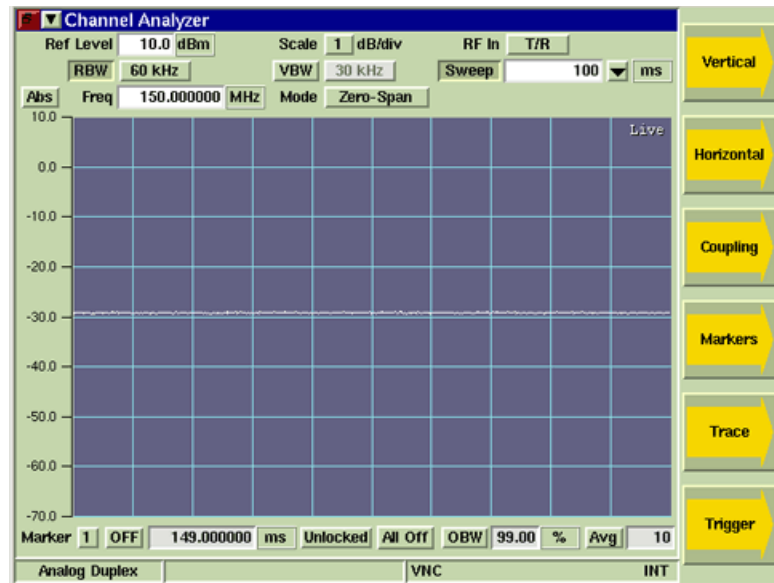 Channel Analyzer
Ref Level 10.0 dBm Scale 1 dB/div RF In T/R
RBW 60 kHz VBW 30 kHz Sweep 100 ms
Abs Freq 150.000000 MHz Mode Zero-Span
Live
10.0
0.0
-10.0
-20.0
-30.0
-40.0
-50.0
-60.0
-70.0
Marker 1 OFF 149.000000 ms Unlocked All Off OBW 99.00 % Avg 10
Analog Duplex VNC INT
Vertical
Horizontal
Coupling
Markers
Trace
Trigger